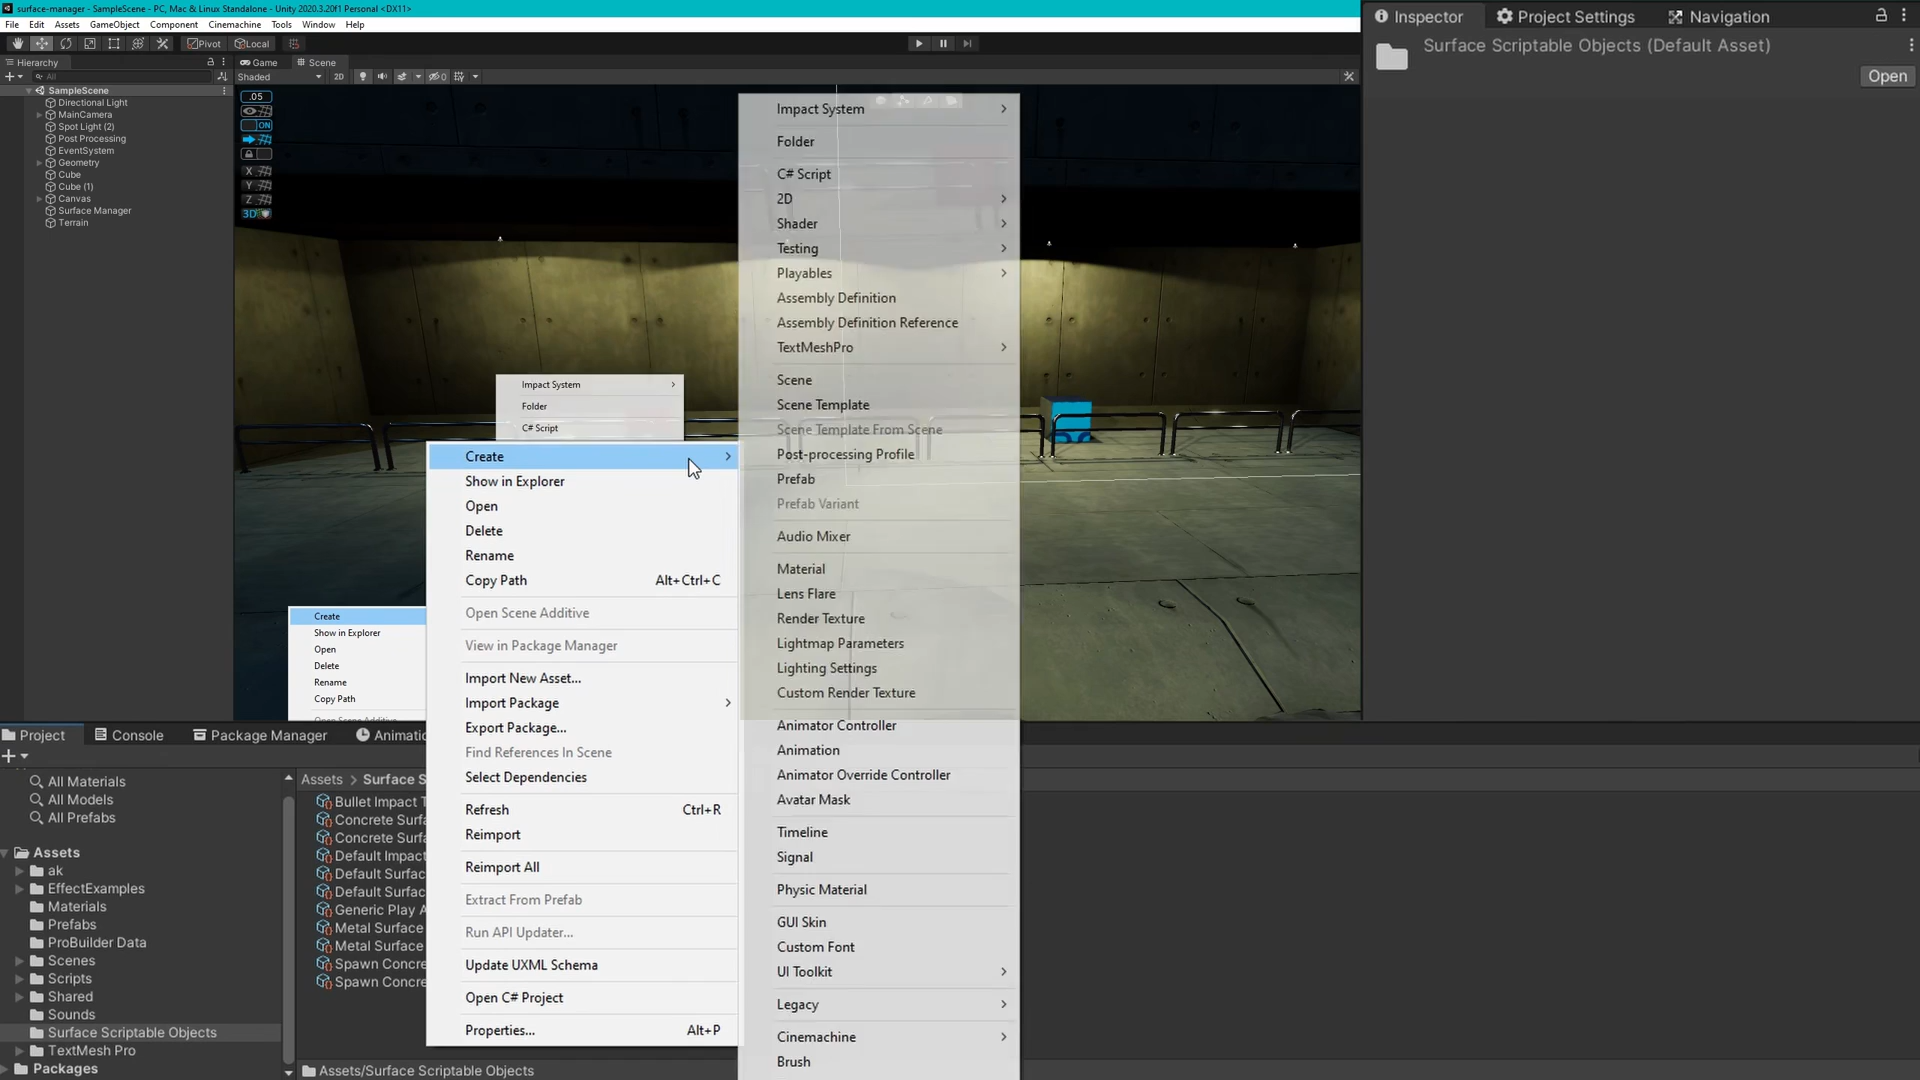 surface-manager - SampleScene - PC, Mac & Linux Standalone - Unity 2020.3.20f1 Personal <DX11>
File Edit Assets GameObject Component Cinemachine Tools Window Help
Pivot Local
Hierarchy
All
SampleScene
Directional Light
MainCamera
Spot Light (2)
Post Processing
EventSystem
Geometry
Cube
Cube (1)
Canvas
Surface Manager
Terrain
Game Scene
Shaded 2D 0
.05
ON
X
Y
Z
3D
Inspector Project Settings Navigation
Surface Scriptable Objects (Default Asset)
Open
Impact System
Folder
C# Script
Create
Show in Explorer
Open
Delete
Rename
Copy Path
Open Scene Additive
Create
Show in Explorer
Open
Delete
Rename
Copy Path Alt+Ctrl+C
Open Scene Additive
View in Package Manager
Import New Asset...
Import Package
Export Package...
Find References In Scene
Select Dependencies
Refresh Ctrl+R
Reimport
Reimport All
Extract From Prefab
Run API Updater...
Update UXML Schema
Open C# Project
Properties... Alt+P
Impact System
Folder
C# Script
2D
Shader
Testing
Playables
Assembly Definition
Assembly Definition Reference
TextMeshPro
Scene
Scene Template
Scene Template From Scene
Post-processing Profile
Prefab
Prefab Variant
Audio Mixer
Material
Lens Flare
Render Texture
Lightmap Parameters
Lighting Settings
Custom Render Texture
Animator Controller
Animation
Animator Override Controller
Avatar Mask
Timeline
Signal
Physic Material
GUI Skin
Custom Font
UI Toolkit
Legacy
Cinemachine
Brush
Project Console Package Manager Animatio
All Materials
All Models
All Prefabs
Assets
ak
EffectExamples
Materials
Prefabs
ProBuilder Data
Scenes
Scripts
Shared
Sounds
Surface Scriptable Objects
TextMesh Pro
Packages
Assets > Surface S
Bullet Impact T
Concrete Surfa
Concrete Surfa
Default Impact
Default Surfac
Default Surfac
Generic Play A
Metal Surface
Metal Surface
Spawn Concre
Spawn Concre
Assets/Surface Scriptable Objects